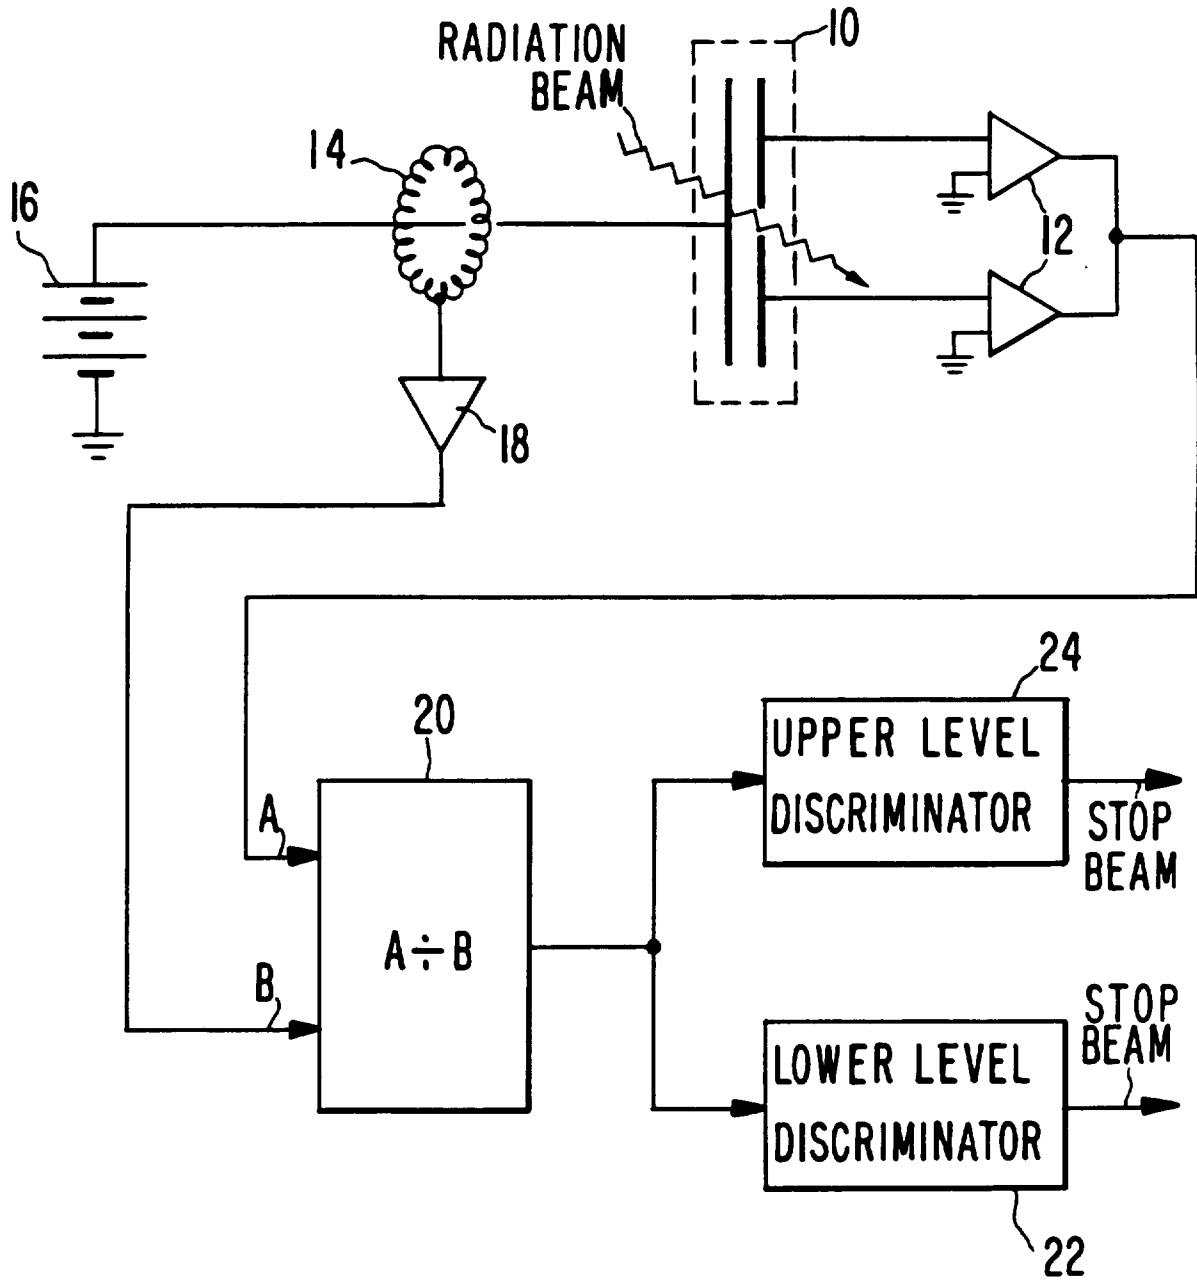 10
RADIATION
BEAM
14
16
12
18
24
20
UPPER LEVEL
DISCRIMINATOR
STOP
BEAM
A
A÷B
B
STOP
BEAM
LOWER LEVEL
DISCRIMINATOR
22